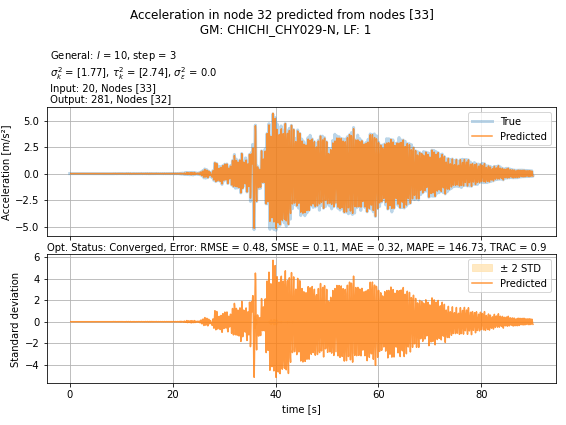 Acceleration in node 32 predicted from nodes [33]
GM: CHICHI_CHY029-N, LF: 1
General: l = 10, step = 3
σ²ₖ = [1.77], τ²ₖ = [2.74], σ²ε = 0.0
Input: 20, Nodes [33]
Output: 281, Nodes [32]
Acceleration [m/s²]
5.0
2.5
0.0
−2.5
−5.0
True
Predicted
Opt. Status: Converged, Error: RMSE = 0.48, SMSE = 0.11, MAE = 0.32, MAPE = 146.73, TRAC = 0.9
Standard deviation
6
4
2
0
−2
−4
± 2 STD
Predicted
0 20 40 60 80
time [s]